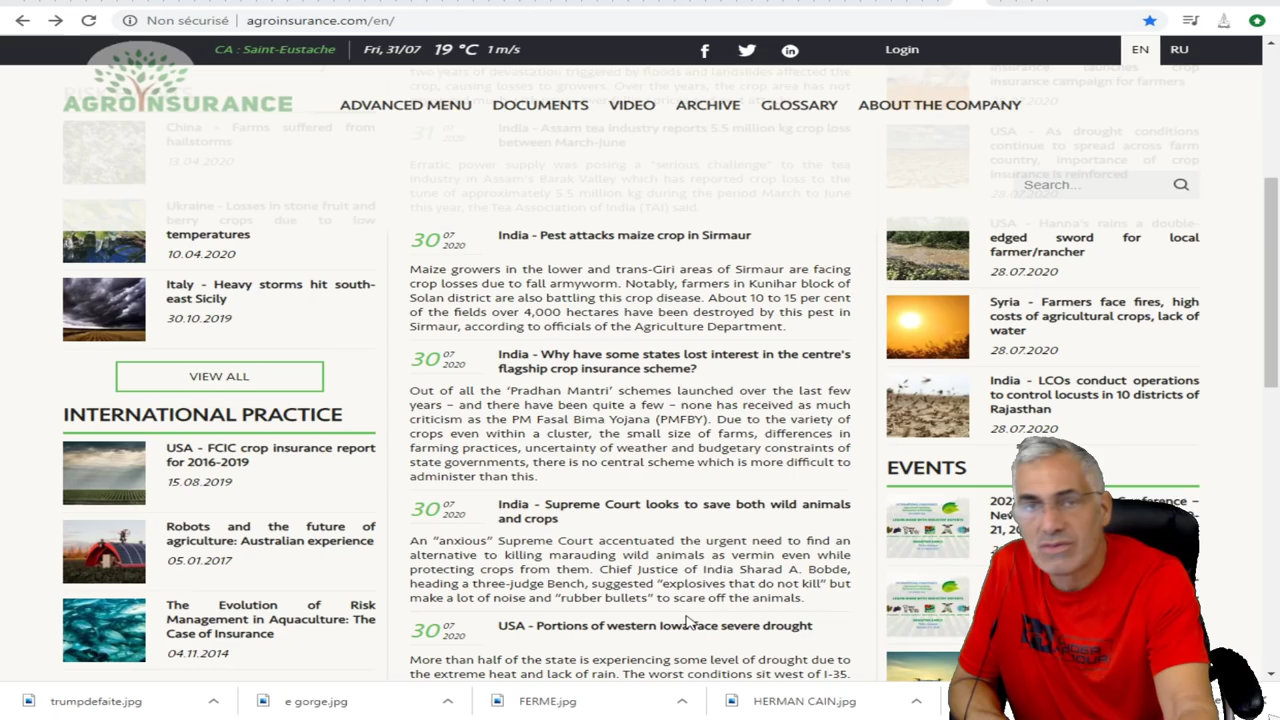 Non sécurisé agroinsurance.com/en/
CA : Saint-Eustache Fri, 31/07 19 °C 1 m/s Login EN RU
AGROINSURANCE
ADVANCED MENU DOCUMENTS VIDEO ARCHIVE GLOSSARY ABOUT THE COMPANY
China - Farms suffered from
hailstorms
13.04.2020
Ukraine - Losses in stone fruit and
berry crops due to low
temperatures
10.04.2020
Italy - Heavy storms hit south-
east Sicily
30.10.2019
VIEW ALL
INTERNATIONAL PRACTICE
USA - FCIC crop insurance report
for 2016-2019
15.08.2019
Robots and the future of
agriculture: Australian experience
05.01.2017
The Evolution of Risk
Management in Aquaculture: The
Case of Insurance
04.11.2014
two years of devastation triggered by floods and landslides affected the
crop, causing losses to growers. Over the years, the crop area has not
31 07
India - Assam tea industry reports 5.5 million kg crop loss
between March-June
Erratic power supply was posing a "serious challenge" to the tea
industry in Assam's Barak Valley which has reported crop loss to the
tune of approximately 5.5 million kg during the period March to June
this year, the Tea Association of India (TAI) said.
30 07 2020
India - Pest attacks maize crop in Sirmaur
Maize growers in the lower and trans-Giri areas of Sirmaur are facing
crop losses due to fall armyworm. Notably, farmers in Kunihar block of
Solan district are also battling this crop disease. About 10 to 15 per cent
of the fields over 4,000 hectares have been destroyed by this pest in
Sirmaur, according to officials of the Agriculture Department.
30 07 2020
India - Why have some states lost interest in the centre's
flagship crop insurance scheme?
Out of all the ‘Pradhan Mantri’ schemes launched over the last few
years – and there have been quite a few – none has received as much
criticism as the PM Fasal Bima Yojana (PMFBY). Due to the variety of
crops even within a cluster, the small size of farms, differences in
farming practices, uncertainty of weather and budgetary constraints of
state governments, there is no central scheme which is more difficult to
administer than this.
30 07 2020
India - Supreme Court looks to save both wild animals
and crops
An “anxious” Supreme Court accentuated the urgent need to find an
alternative to killing marauding wild animals as vermin even while
protecting crops from them. Chief Justice of India Sharad A. Bobde,
heading a three-judge Bench, suggested “explosives that do not kill” but
make a lot of noise and “rubber bullets” to scare off the animals.
30 07 2020
USA - Portions of western Iowa face severe drought
More than half of the state is experiencing some level of drought due to
the extreme heat and lack of rain. The worst conditions sit west of I-35.
insurance campaign for farmers
USA - As drought conditions
continue to spread across farm
country, importance of crop
insurance is reinforced
28.07.2020
Search...
USA - Hanna's rains a double-
edged sword for local
farmer/rancher
28.07.2020
Syria - Farmers face fires, high
costs of agricultural crops, lack of
water
28.07.2020
India - LCOs conduct operations
to control locusts in 10 districts of
Rajasthan
28.07.2020
EVENTS
trumpdefaite.jpg e gorge.jpg FERME.jpg HERMAN CAIN.jpg